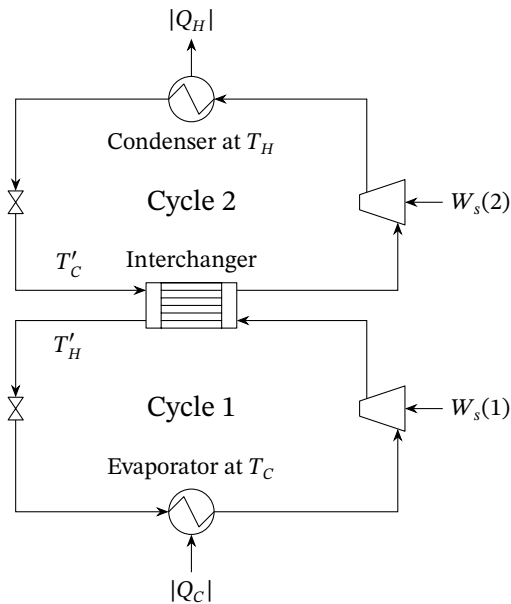 |Q_H|
Condenser at T_H
Cycle 2
W_s(2)
T'_C
Interchanger
T'_H
Cycle 1
W_s(1)
Evaporator at T_C
|Q_C|